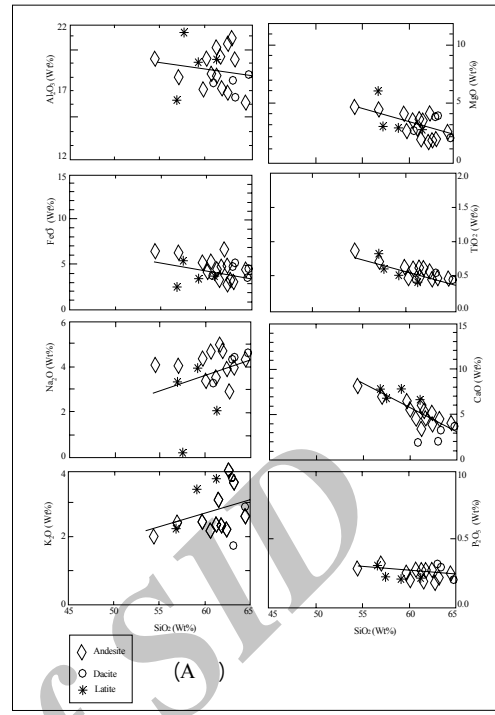 22
17
12
Al₂O₃ (Wt%)
10
5
0
MgO (Wt%)
15
10
5
0
FeO (Wt%)
2.0
1.5
1.0
0.5
0.0
TiO₂ (Wt%)
6
4
2
0
Na₂O (Wt%)
15
10
5
0
CaO (Wt%)
4
2
0
K₂O (Wt%)
1.0
0.5
0.0
P₂O₅ (Wt%)
45 50 55 60 65
SiO₂ (Wt%)
45 50 55 60 65
SiO₂ (Wt%)
Andesite
Dacite
Latite
(A )
f SID